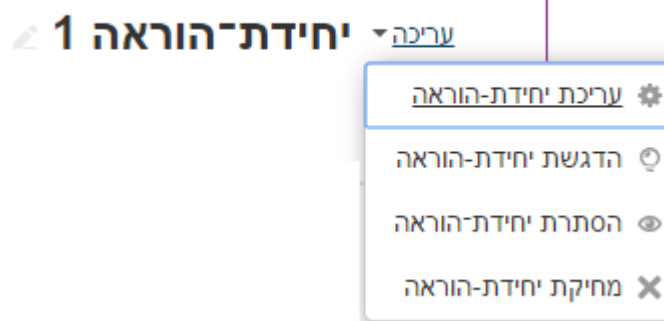 יחידת־הוראה 1 עריכה
עריכת יחידת-הוראה
הדגשת יחידת-הוראה
הסתרת יחידת־הוראה
מחיקת יחידת-הוראה